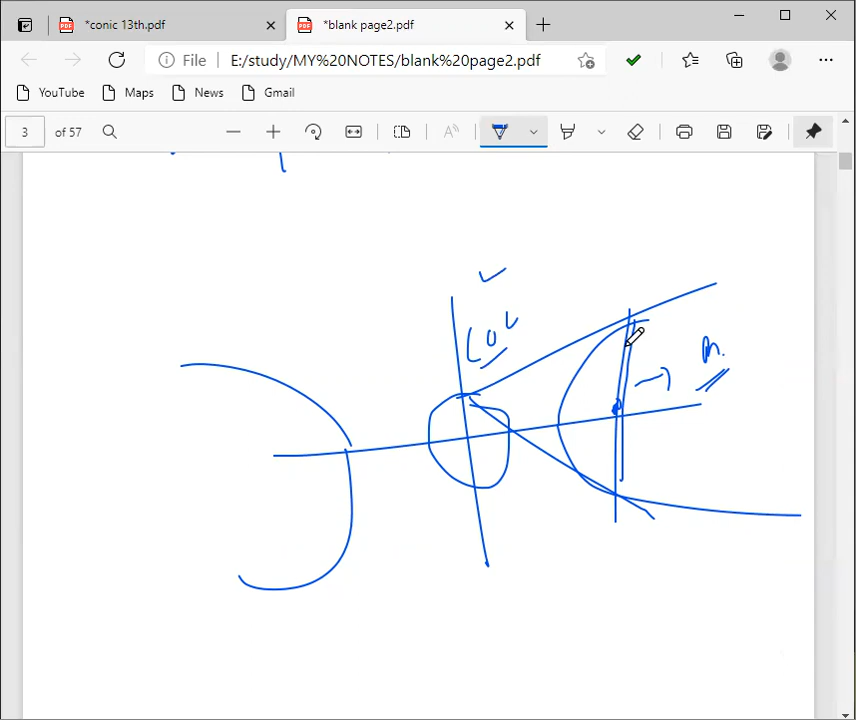 *conic 13th.pdf
*blank page2.pdf
File
E:/study/MY%20NOTES/blank%20page2.pdf
YouTube
Maps
News
Gmail
3
of 57